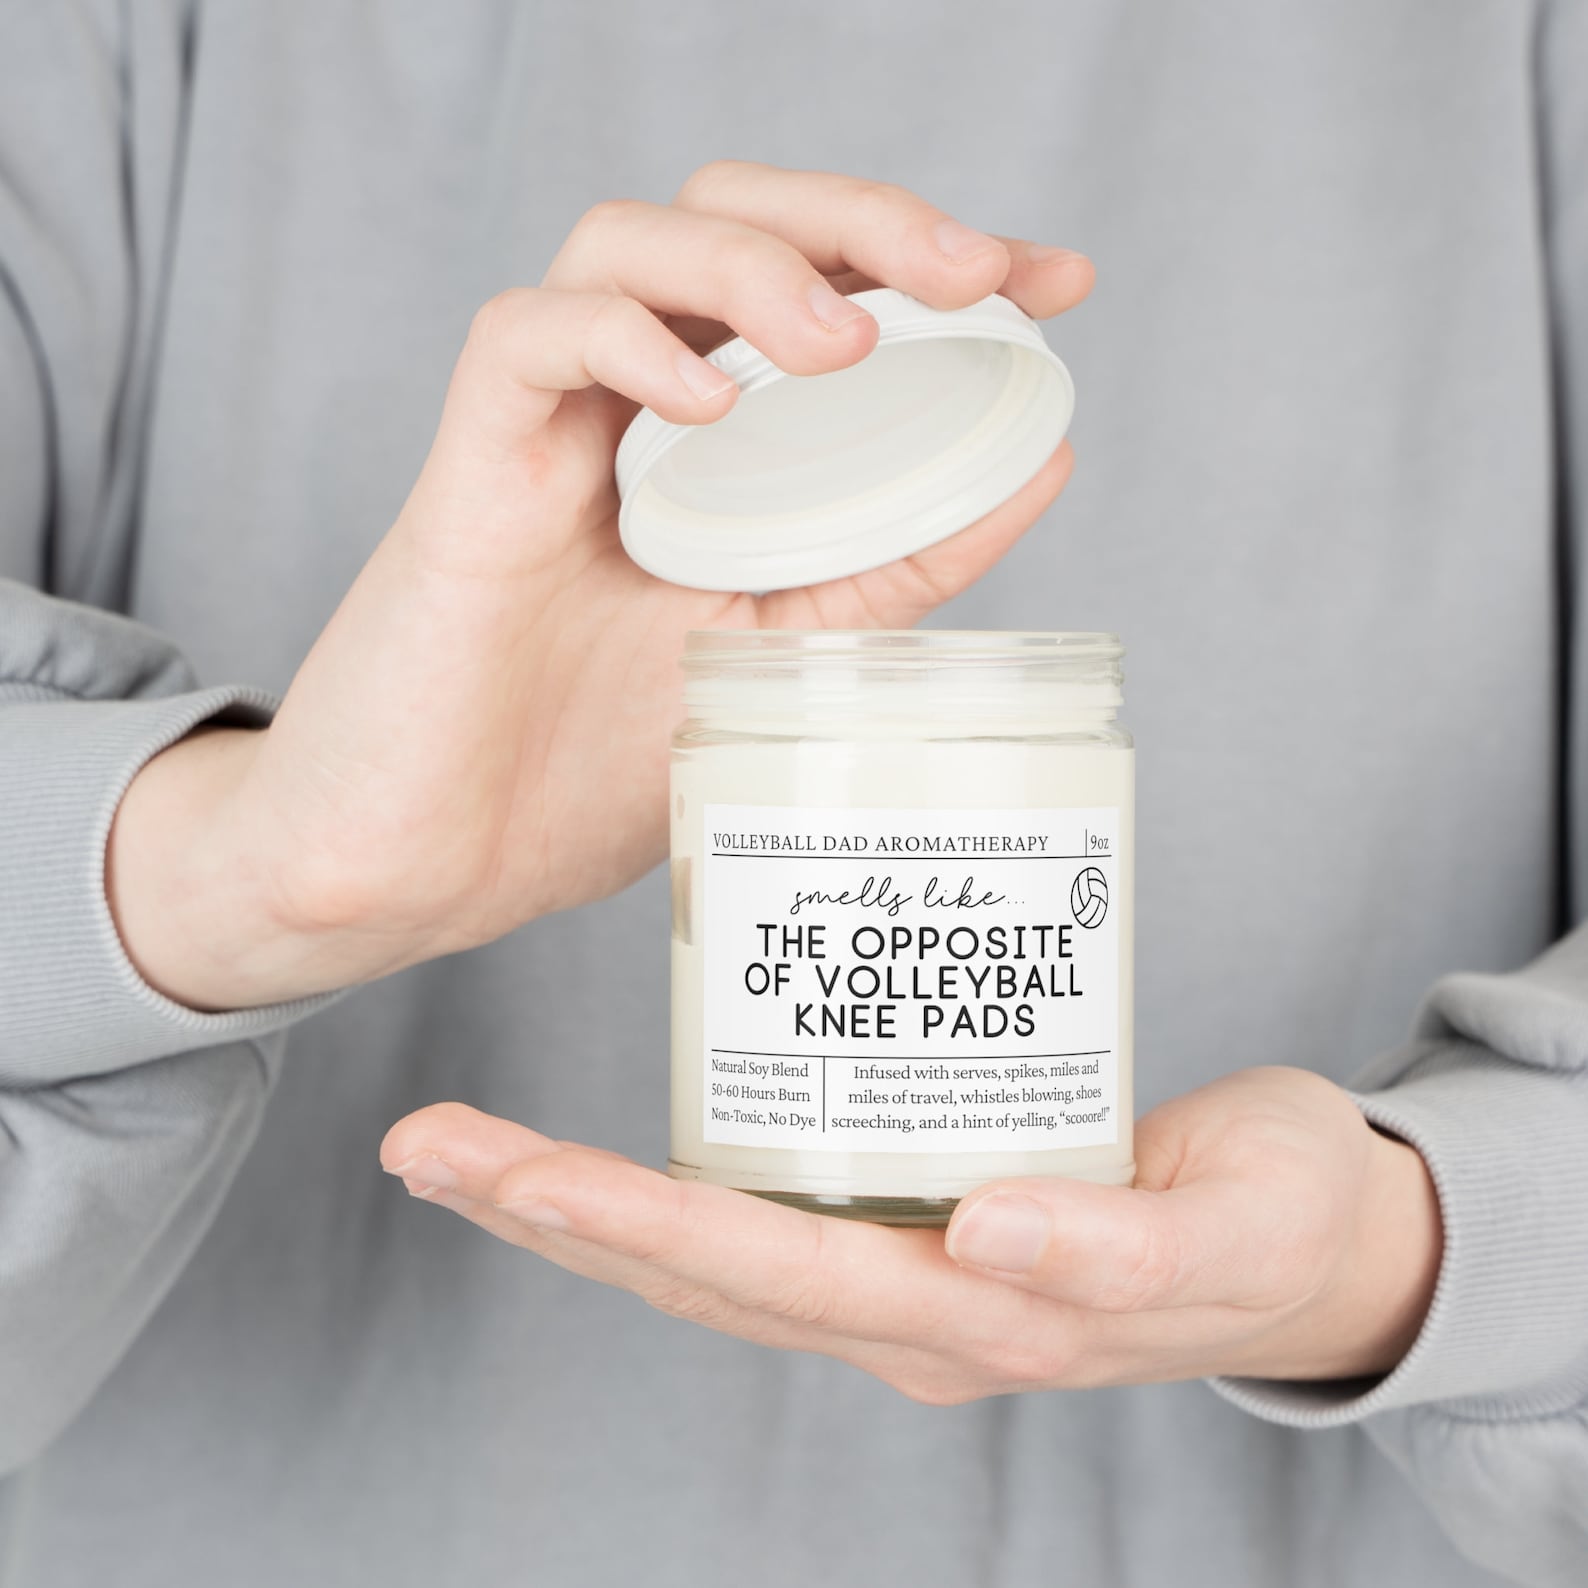 VOLLEYBALL DAD AROMATHERAPY 9oz
smells like...
THE OPPOSITE
OF VOLLEYBALL
KNEE PADS
Natural Soy Blend
50-60 Hours Burn
Non-Toxic, No Dye
Infused with serves, spikes, miles and
miles of travel, whistles blowing, shoes
screeching, and a hint of yelling, “scooore!!”